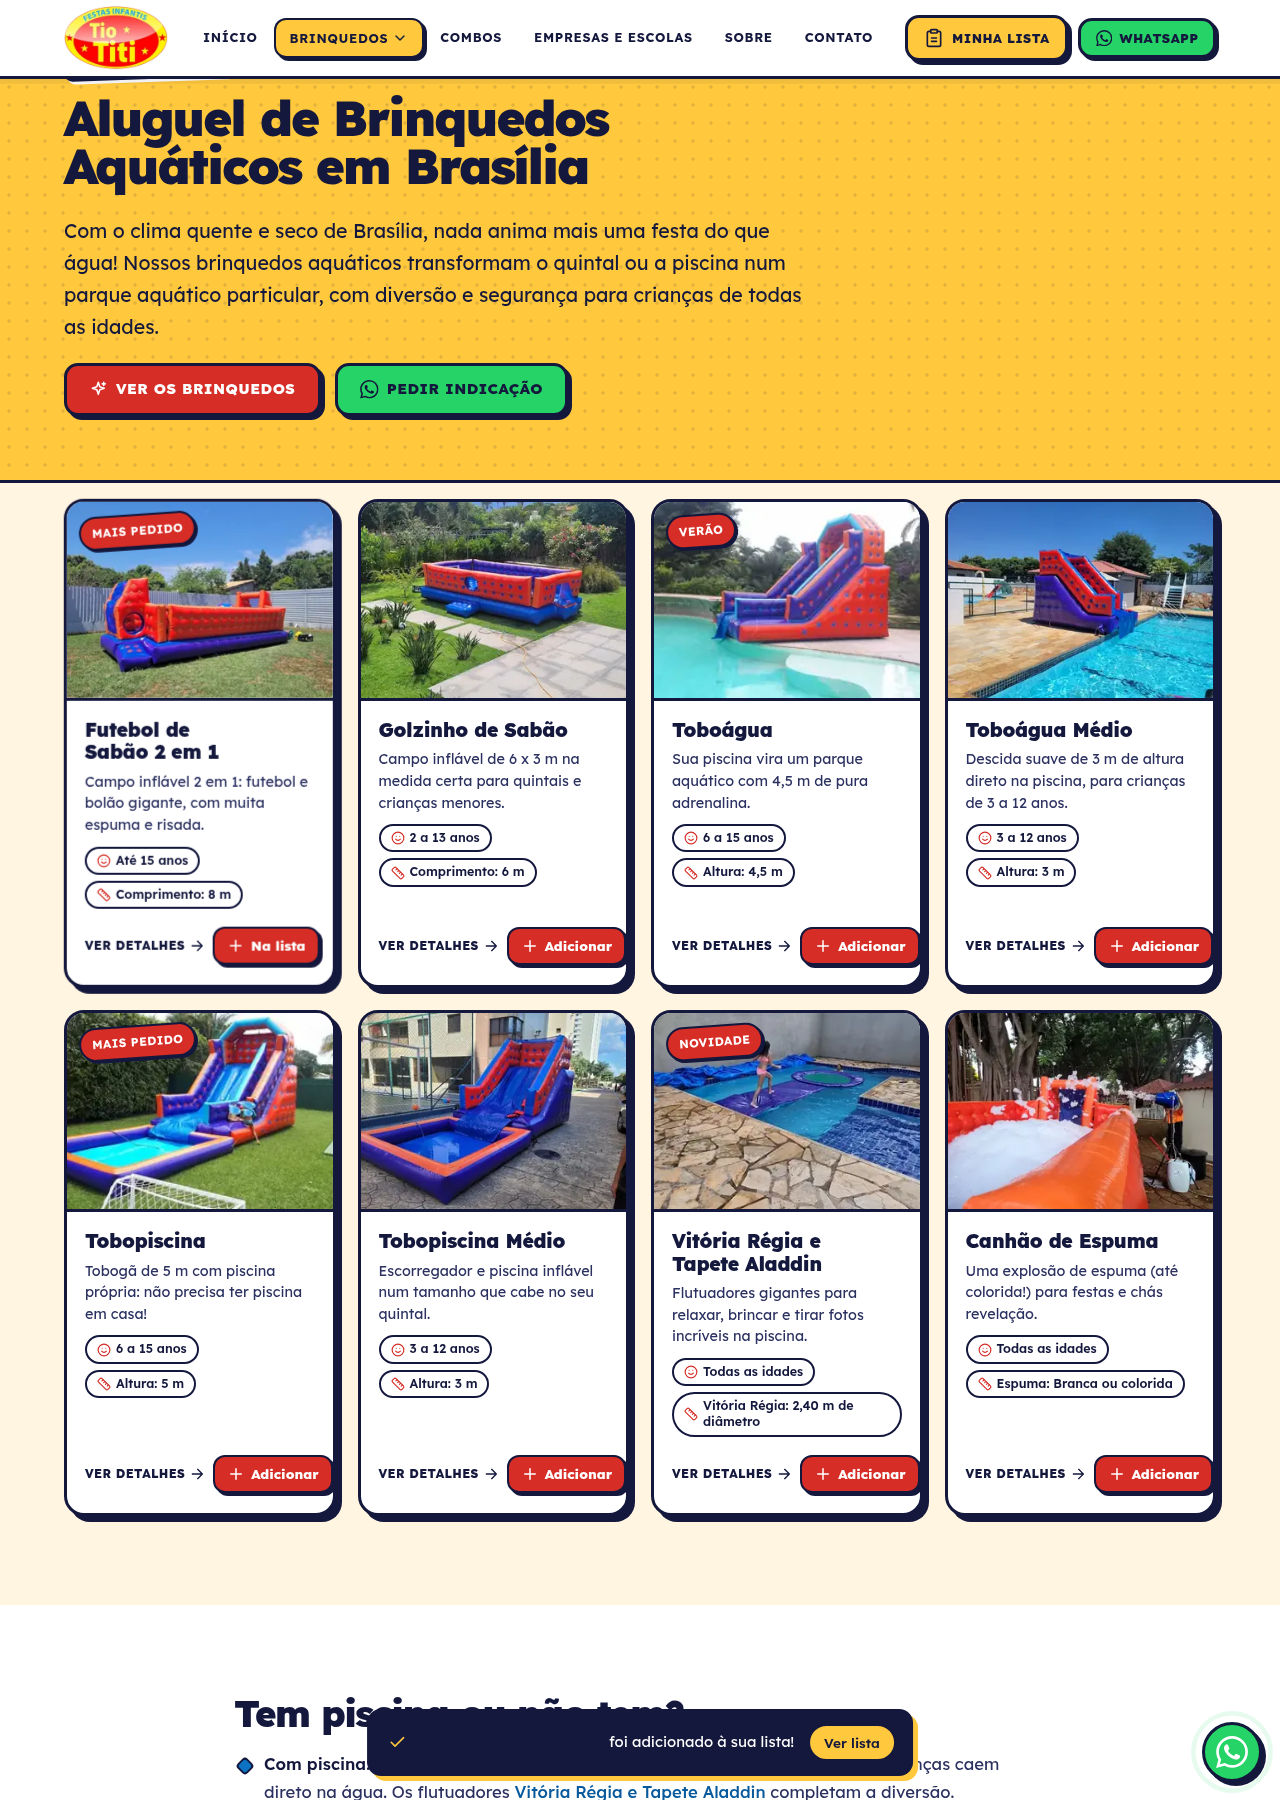 FESTAS INFANTIS
Tio
Titi
INÍCIO
BRINQUEDOS
COMBOS
EMPRESAS E ESCOLAS
SOBRE
CONTATO
MINHA LISTA
WHATSAPP
Aluguel de Brinquedos
Aquáticos em Brasília
Com o clima quente e seco de Brasília, nada anima mais uma festa do que
água! Nossos brinquedos aquáticos transformam o quintal ou a piscina num
parque aquático particular, com diversão e segurança para crianças de todas
as idades.
VER OS BRINQUEDOS
PEDIR INDICAÇÃO
MAIS PEDIDO
Futebol de
Sabão 2 em 1
Campo inflável 2 em 1: futebol e
bolão gigante, com muita
espuma e risada.
Até 15 anos
Comprimento: 8 m
VER DETALHES
Na lista
Golzinho de Sabão
Campo inflável de 6 x 3 m na
medida certa para quintais e
crianças menores.
2 a 13 anos
Comprimento: 6 m
VER DETALHES
Adicionar
VERÃO
Toboágua
Sua piscina vira um parque
aquático com 4,5 m de pura
adrenalina.
6 a 15 anos
Altura: 4,5 m
VER DETALHES
Adicionar
Toboágua Médio
Descida suave de 3 m de altura
direto na piscina, para crianças
de 3 a 12 anos.
3 a 12 anos
Altura: 3 m
VER DETALHES
Adicionar
MAIS PEDIDO
Tobopiscina
Tobogã de 5 m com piscina
própria: não precisa ter piscina
em casa!
6 a 15 anos
Altura: 5 m
VER DETALHES
Adicionar
Tobopiscina Médio
Escorregador e piscina inflável
num tamanho que cabe no seu
quintal.
3 a 12 anos
Altura: 3 m
VER DETALHES
Adicionar
NOVIDADE
Vitória Régia e
Tapete Aladdin
Flutuadores gigantes para
relaxar, brincar e tirar fotos
incríveis na piscina.
Todas as idades
Vitória Régia: 2,40 m de
diâmetro
VER DETALHES
Adicionar
Canhão de Espuma
Uma explosão de espuma (até
colorida!) para festas e chás
revelação.
Todas as idades
Espuma: Branca ou colorida
VER DETALHES
Adicionar
Tem piscina ou não tem?
foi adicionado à sua lista!
Ver lista
Com piscina: caem
direto na água. Os flutuadores Vitória Régia e Tapete Aladdin completam a diversão.